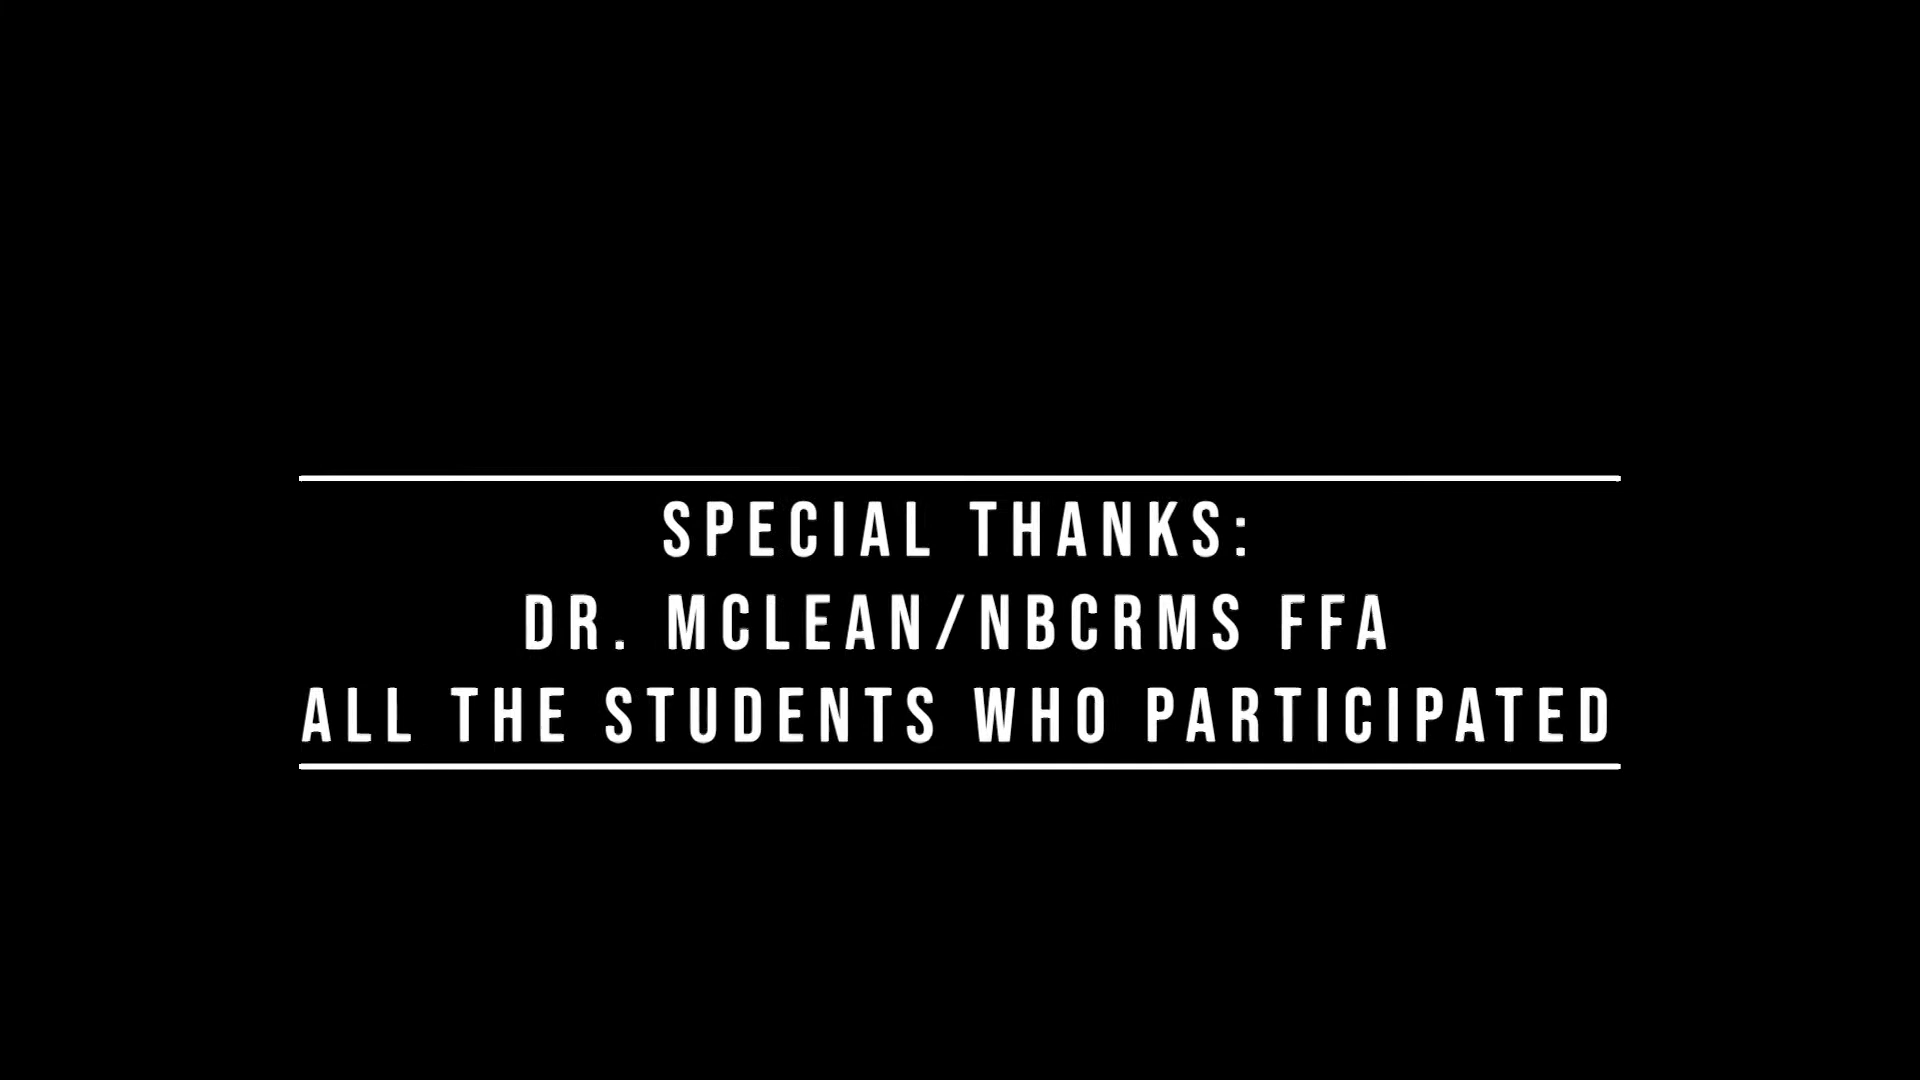 SPECIAL THANKS:
DR. MCLEAN/NBCRMS FFA
ALL THE STUDENTS WHO PARTICIPATED